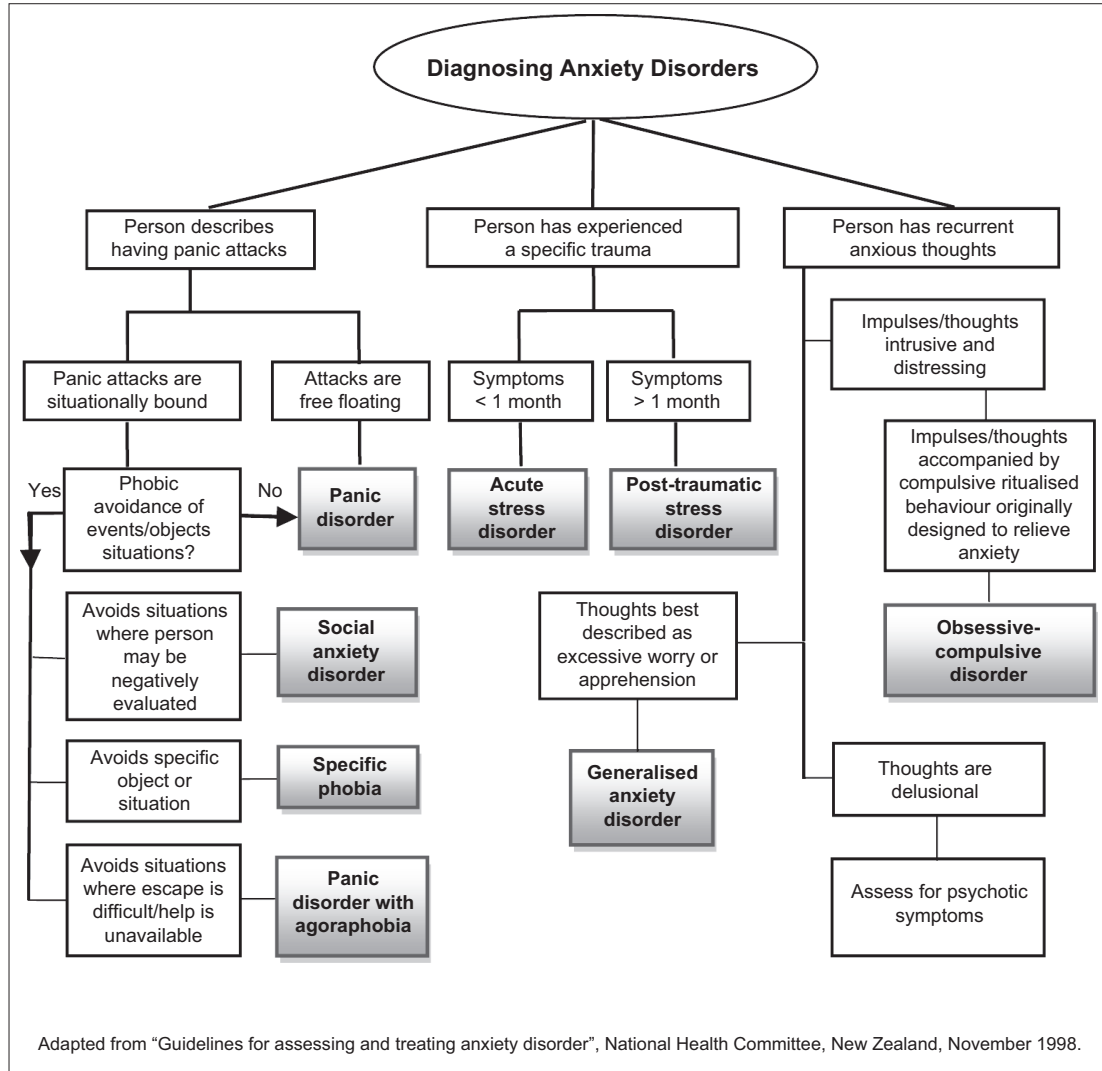 Diagnosing Anxiety Disorders
Person describes
having panic attacks
Person has experienced
a specific trauma
Person has recurrent
anxious thoughts
Panic attacks are
situationally bound
Attacks are
free floating
Symptoms
< 1 month
Symptoms
> 1 month
Impulses/thoughts
intrusive and
distressing
Yes
Phobic
avoidance of
events/objects
situations?
No
Panic
disorder
Acute
stress
disorder
Post-traumatic
stress
disorder
Impulses/thoughts
accompanied by
compulsive ritualised
behaviour originally
designed to relieve
anxiety
Avoids situations
where person
may be
negatively
evaluated
Social
anxiety
disorder
Thoughts best
described as
excessive worry or
apprehension
Obsessive-
compulsive
disorder
Avoids specific
object or
situation
Specific
phobia
Generalised
anxiety
disorder
Thoughts are
delusional
Avoids situations
where escape is
difficult/help is
unavailable
Panic
disorder with
agoraphobia
Assess for psychotic
symptoms
Adapted from “Guidelines for assessing and treating anxiety disorder”, National Health Committee, New Zealand, November 1998.